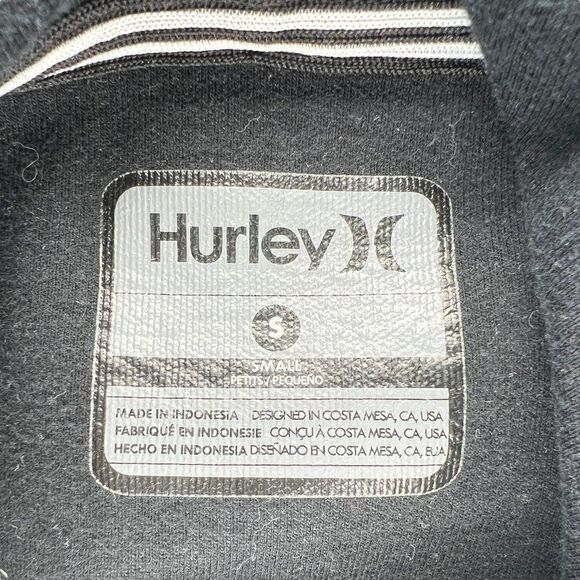 Hurley
S
SMALL
PETITS / PEQUEÑO
MADE IN INDONESIA DESIGNED IN COSTA MESA, CA, USA
FABRIQUÉ EN INDONESIE CONÇU À COSTA MESA, CA, USA
HECHO EN INDONESIA DISEÑADO EN COSTA MESA, CA, EUA